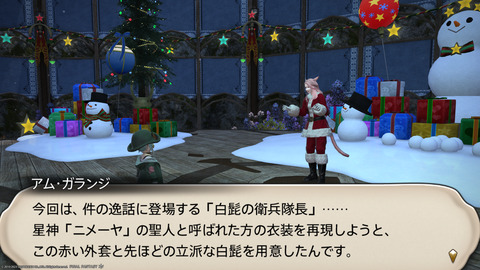 アム・ガランジ
今回は、件の逸話に登場する「白髭の衛兵隊長」……
星神「ニメーヤ」の聖人と呼ばれた方の衣装を再現しようと、
この赤い外套と先ほどの立派な白髭を用意したんです。